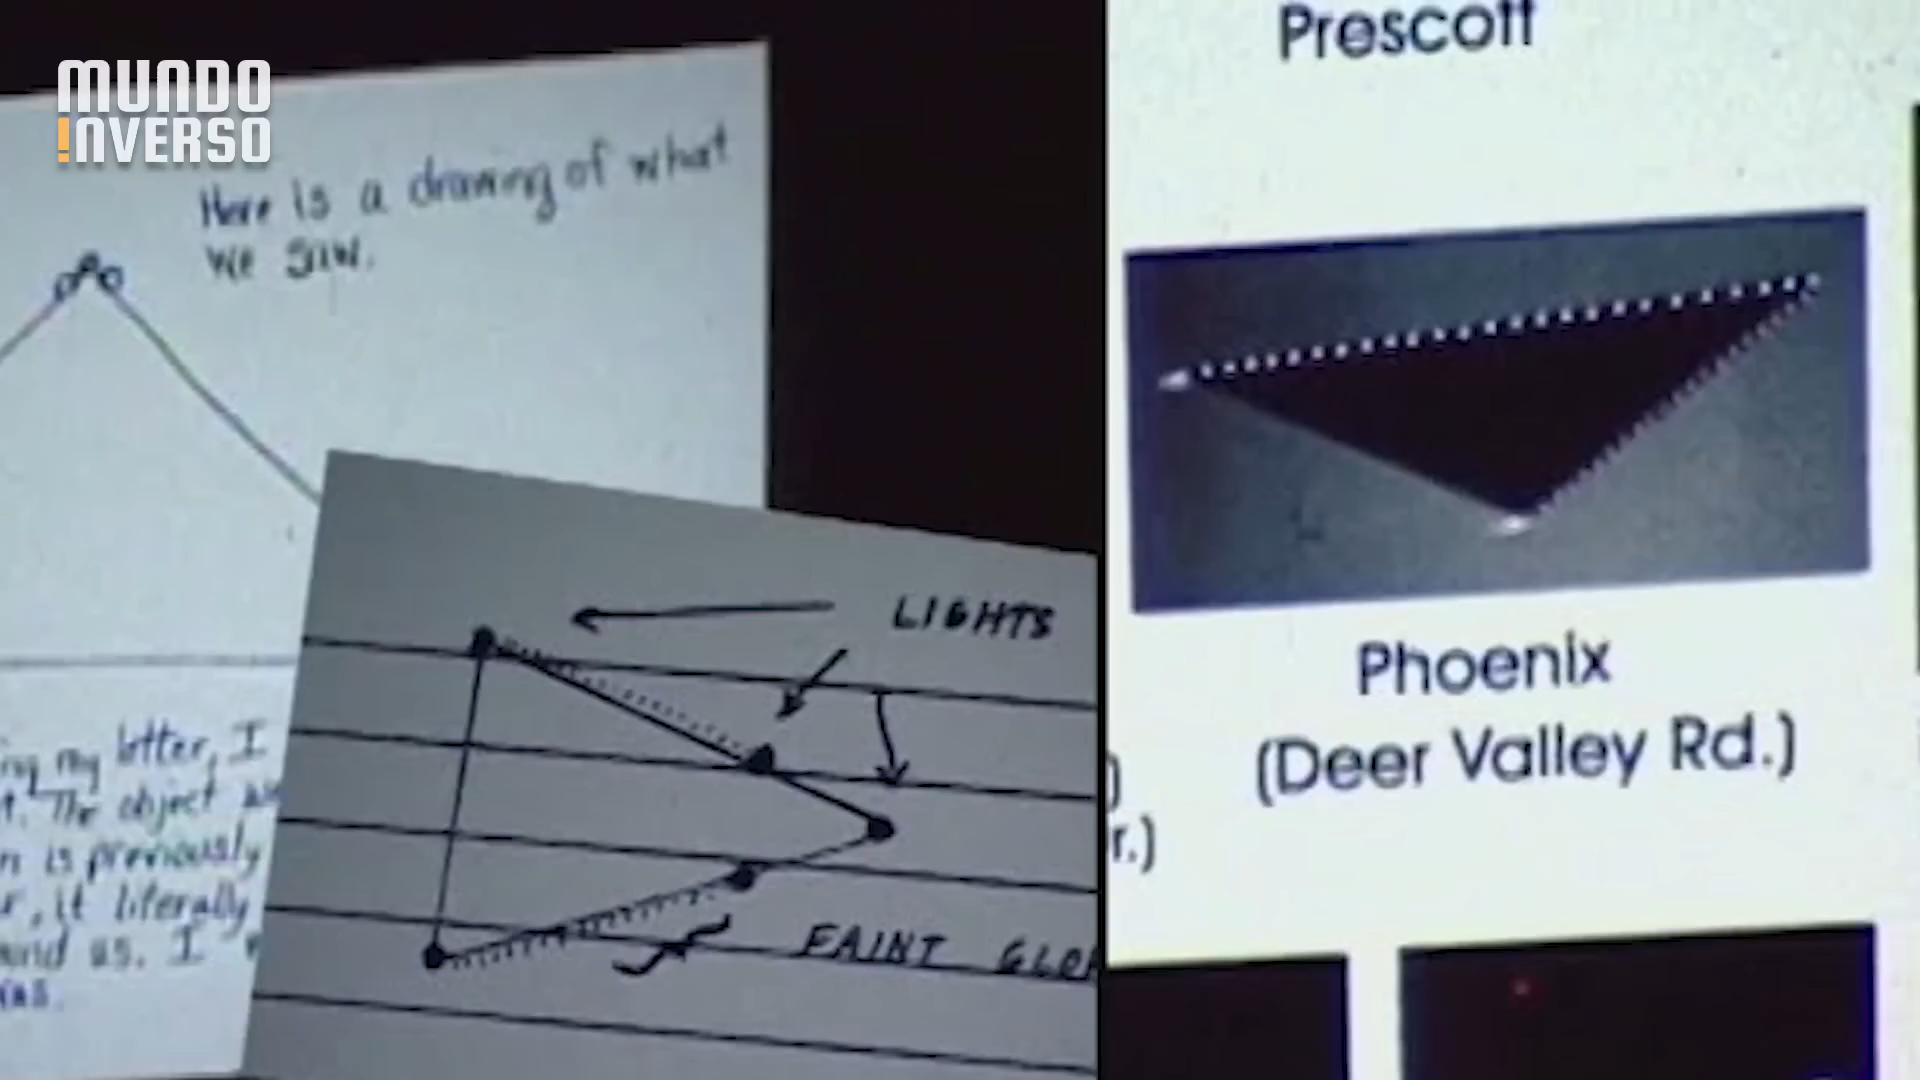 MUNDO
INVERSO
Here is a drawing of what
we saw.
my letter, I
The object
is previously
it literally
us. I
LIGHTS
FAINT
Prescott
Phoenix
(Deer Valley Rd.)
r.)